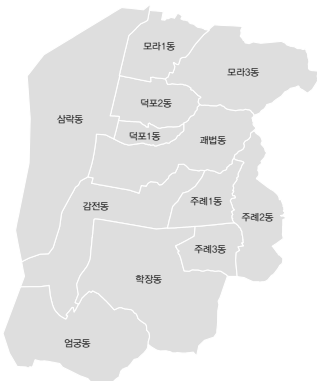 모라1동
모라3동
덕포2동
삼락동
덕포1동
괘법동
주례1동
감전동
주례2동
주례3동
학장동
엄궁동